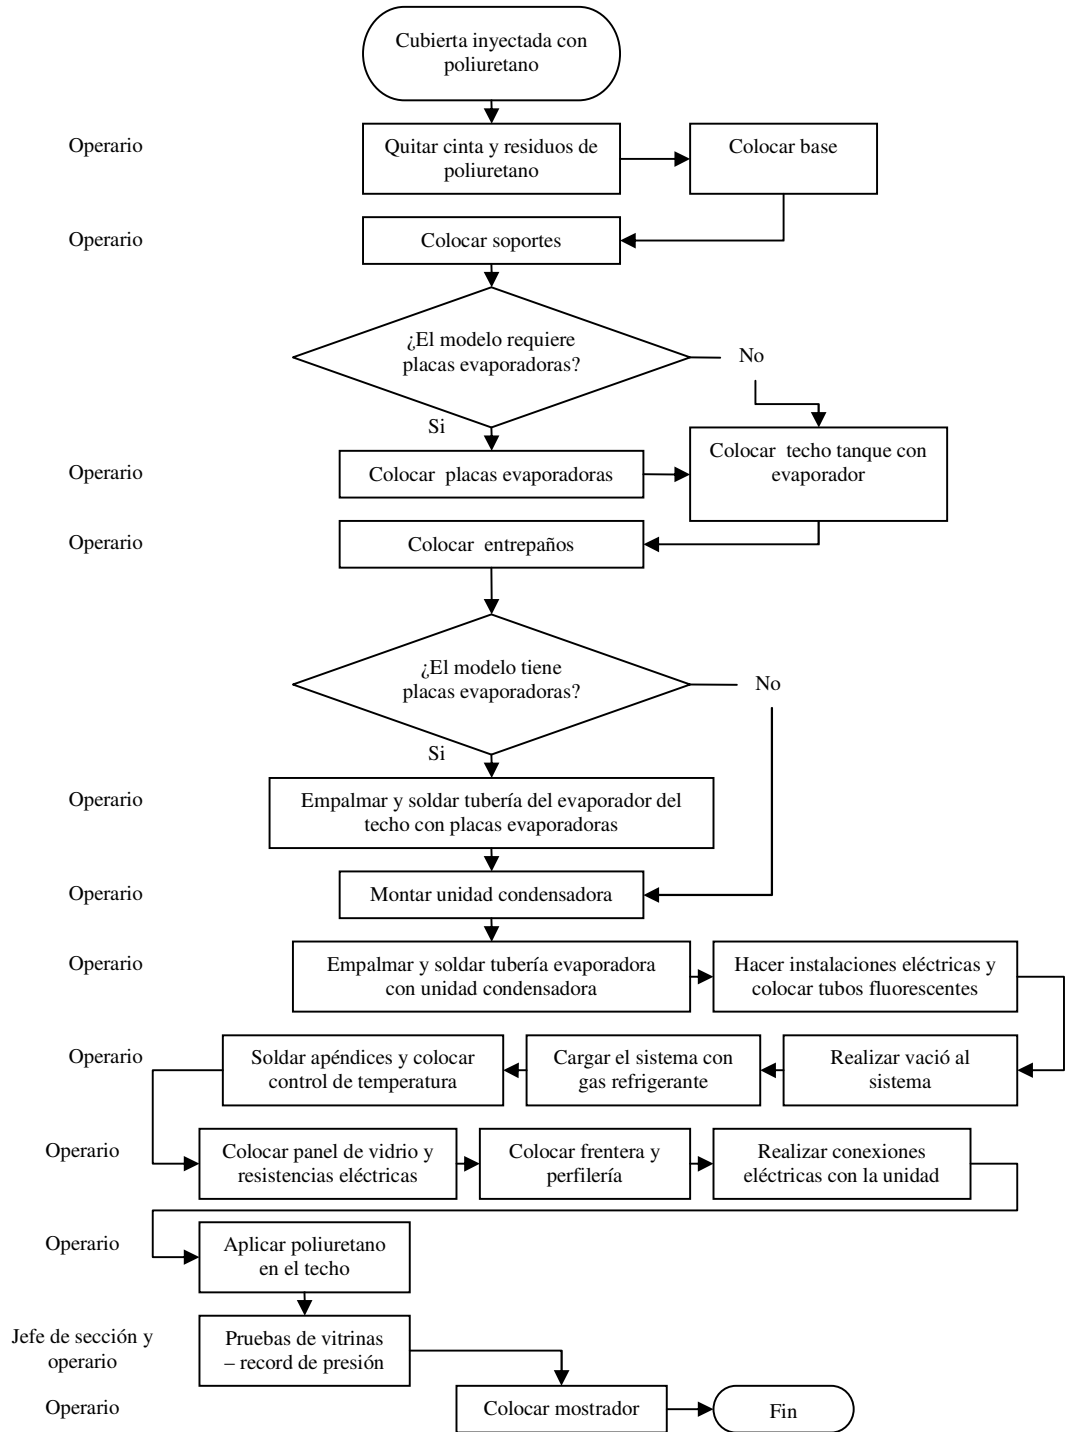 Cubierta inyectada con
poliuretano
Operario
Quitar cinta y residuos de
poliuretano
Colocar base
Operario
Colocar soportes
¿El modelo requiere
placas evaporadoras?
No
Si
Operario
Colocar placas evaporadoras
Colocar techo tanque con
evaporador
Operario
Colocar entrepaños
¿El modelo tiene
placas evaporadoras?
No
Si
Operario
Empalmar y soldar tubería del evaporador del
techo con placas evaporadoras
Operario
Montar unidad condensadora
Operario
Empalmar y soldar tubería evaporadora
con unidad condensadora
Hacer instalaciones eléctricas y
colocar tubos fluorescentes
Operario
Soldar apéndices y colocar
control de temperatura
Cargar el sistema con
gas refrigerante
Realizar vació al
sistema
Operario
Colocar panel de vidrio y
resistencias eléctricas
Colocar frentera y
perfilería
Realizar conexiones
eléctricas con la unidad
Operario
Aplicar poliuretano
en el techo
Jefe de sección y
operario
Pruebas de vitrinas
– record de presión
Operario
Colocar mostrador
Fin